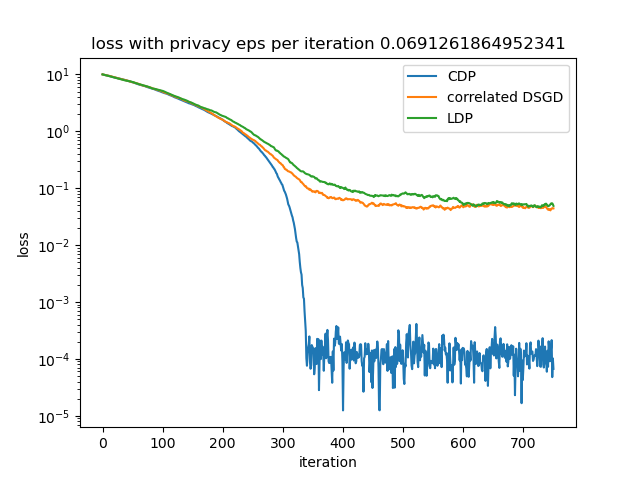 loss with privacy eps per iteration 0.0691261864952341
CDP
correlated DSGD
LDP
10¹
10⁰
10⁻¹
10⁻²
10⁻³
10⁻⁴
10⁻⁵
loss
0 100 200 300 400 500 600 700
iteration